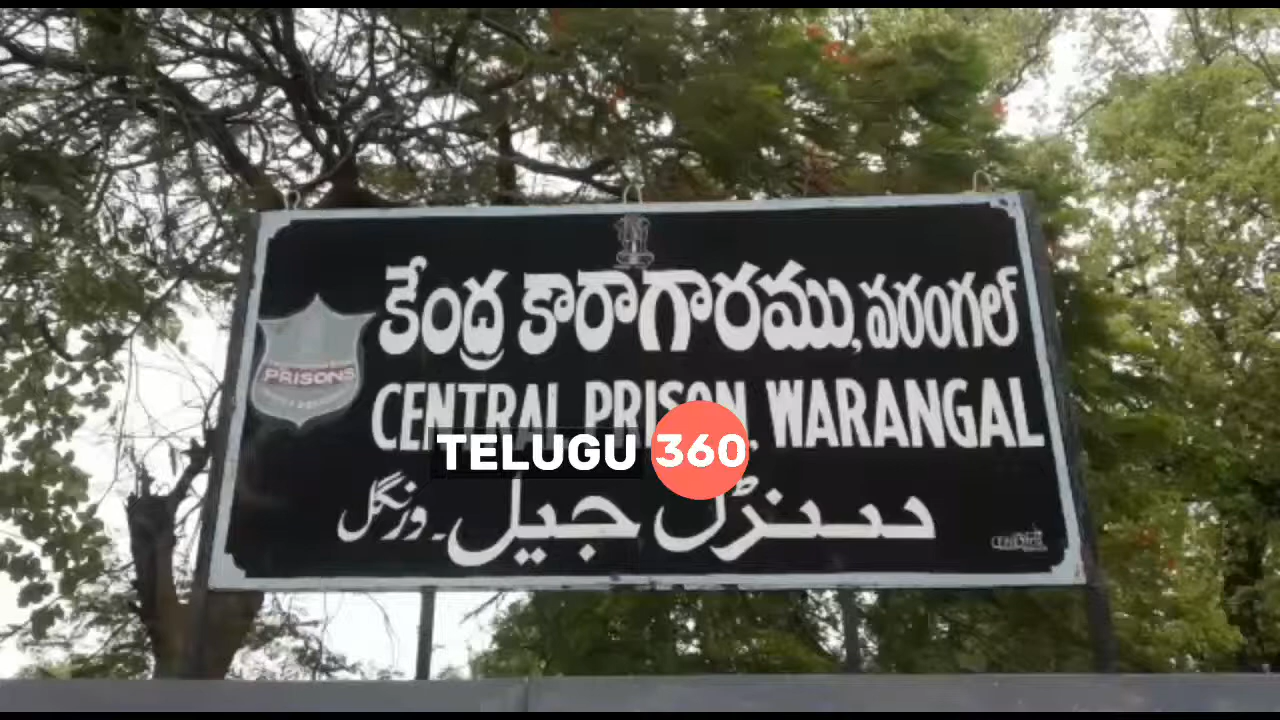 కేంద్ర కారాగారము, వరంగల్
PRISONS
CENTRAL PRISON, WARANGAL
TELUGU 360
سنٹرل جیل۔ ورنگل